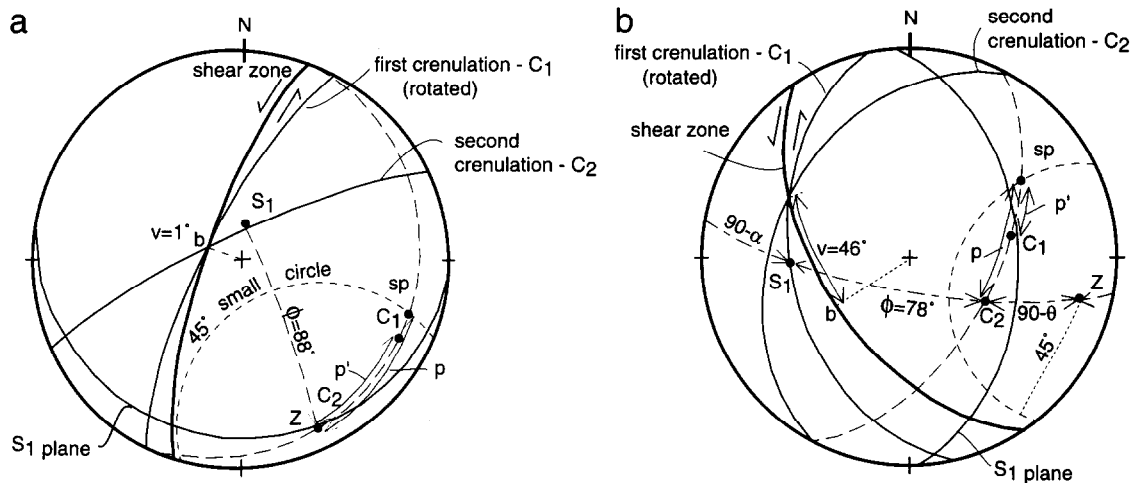 a
N
shear zone
first crenulation - C1
(rotated)
second
crenulation - C2
S1
v=1°
b
small circle
45°
sp
ϕ=88°
C1
p'
p
C2
Z
S1 plane
b
N
second
crenulation - C2
first crenulation - C1
(rotated)
shear zone
sp
p'
90-α
v=46°
p
C1
S1
Z
b
ϕ=78°
C2
90-θ
45°
S1 plane